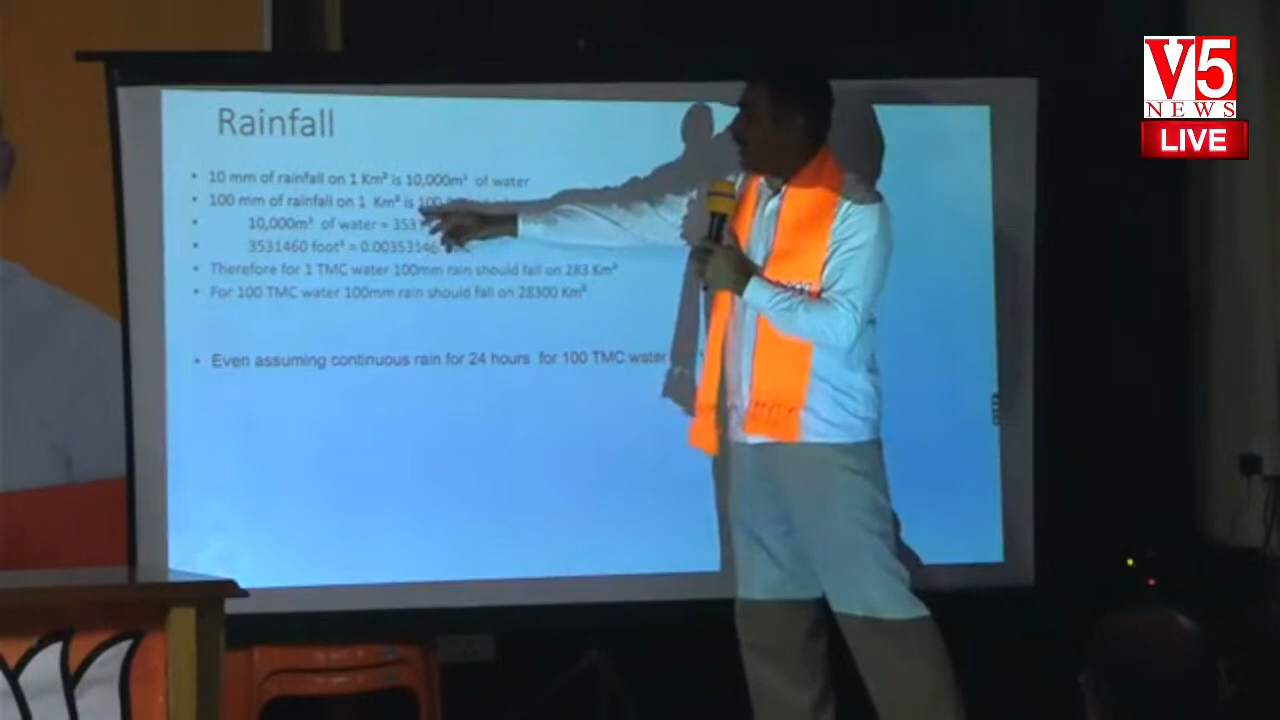 V5
NEWS
LIVE
Rainfall
• 10 mm of rainfall on 1 Km² is 10,000m³ of water
• 100 mm of rainfall on 1 Km² is 100
• 10,000m³ of water = 353
• 3531460 foot³ = 0.00353146
• Therefore for 1 TMC water 100mm rain should fall on 283 Km²
• For 100 TMC water 100mm rain should fall on 28300 Km²
• Even assuming continuous rain for 24 hours for 100 TMC water